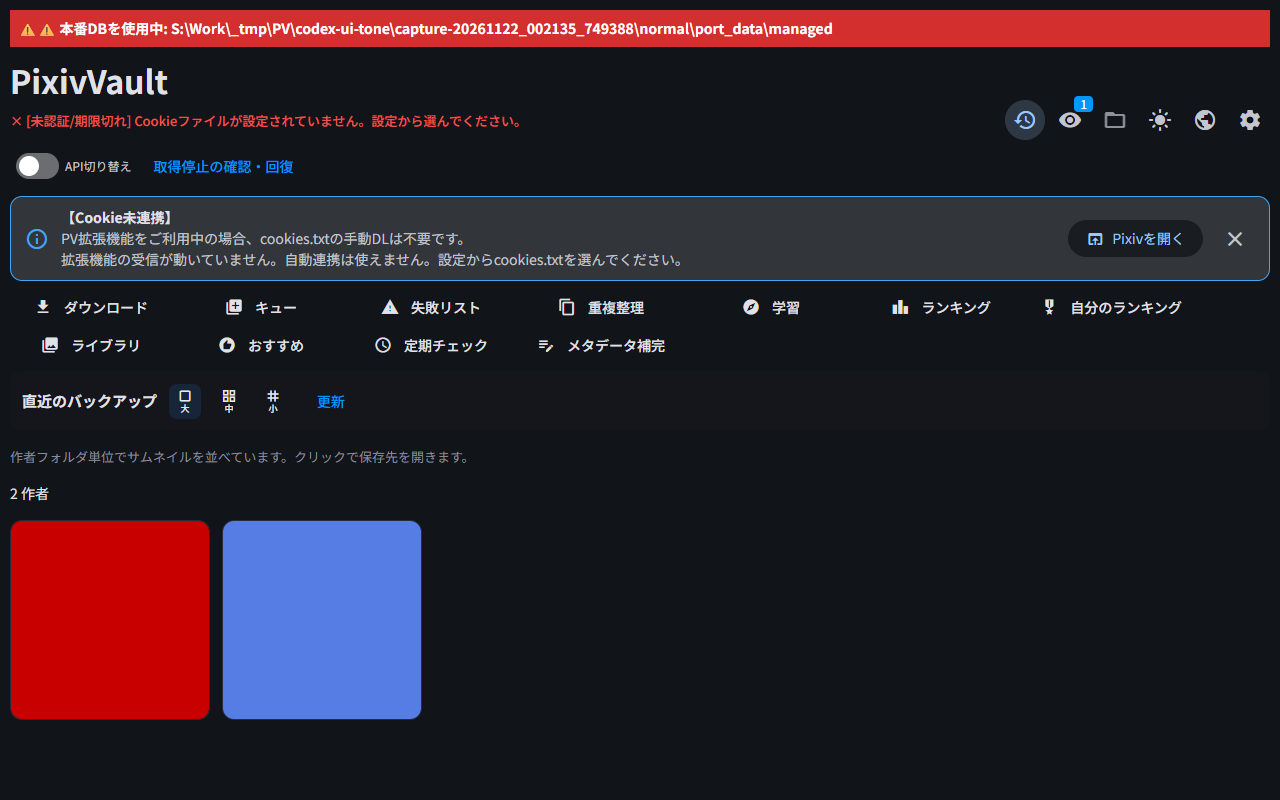 ⚠⚠ 本番DBを使用中: S:\Work\_tmp\PV\codex-ui-tone\capture-20261122_002135_749388\normal\port_data\managed
PixivVault
✕ [未認証/期限切れ] Cookieファイルが設定されていません。設定から選んでください。
1
API切り替え 取得停止の確認・回復
【Cookie未連携】
PV拡張機能をご利用中の場合、cookies.txtの手動DLは不要です。
拡張機能の受信が動いていません。自動連携は使えません。設定からcookies.txtを選んでください。
Pixivを開く
ダウンロード キュー 失敗リスト 重複整理 学習 ランキング 自分のランキング
ライブラリ おすすめ 定期チェック メタデータ補完
直近のバックアップ 大 中 小 更新
作者フォルダ単位でサムネイルを並べています。クリックで保存先を開きます。
2 作者